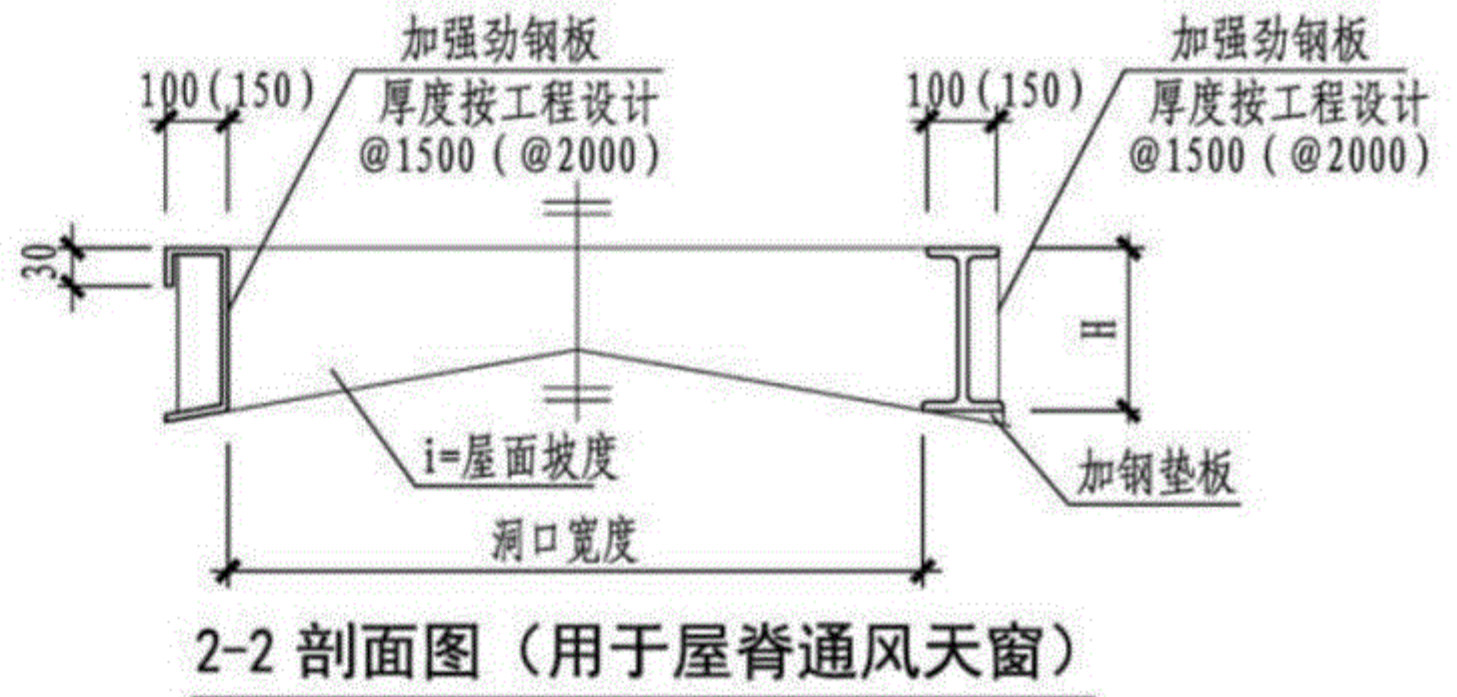 加强劲钢板
100(150)
厚度按工程设计
@1500(@2000)
加强劲钢板
100(150)
厚度按工程设计
@1500(@2000)
30
H
i=屋面坡度
加钢垫板
洞口宽度
2-2 剖面图(用于屋脊通风天窗)